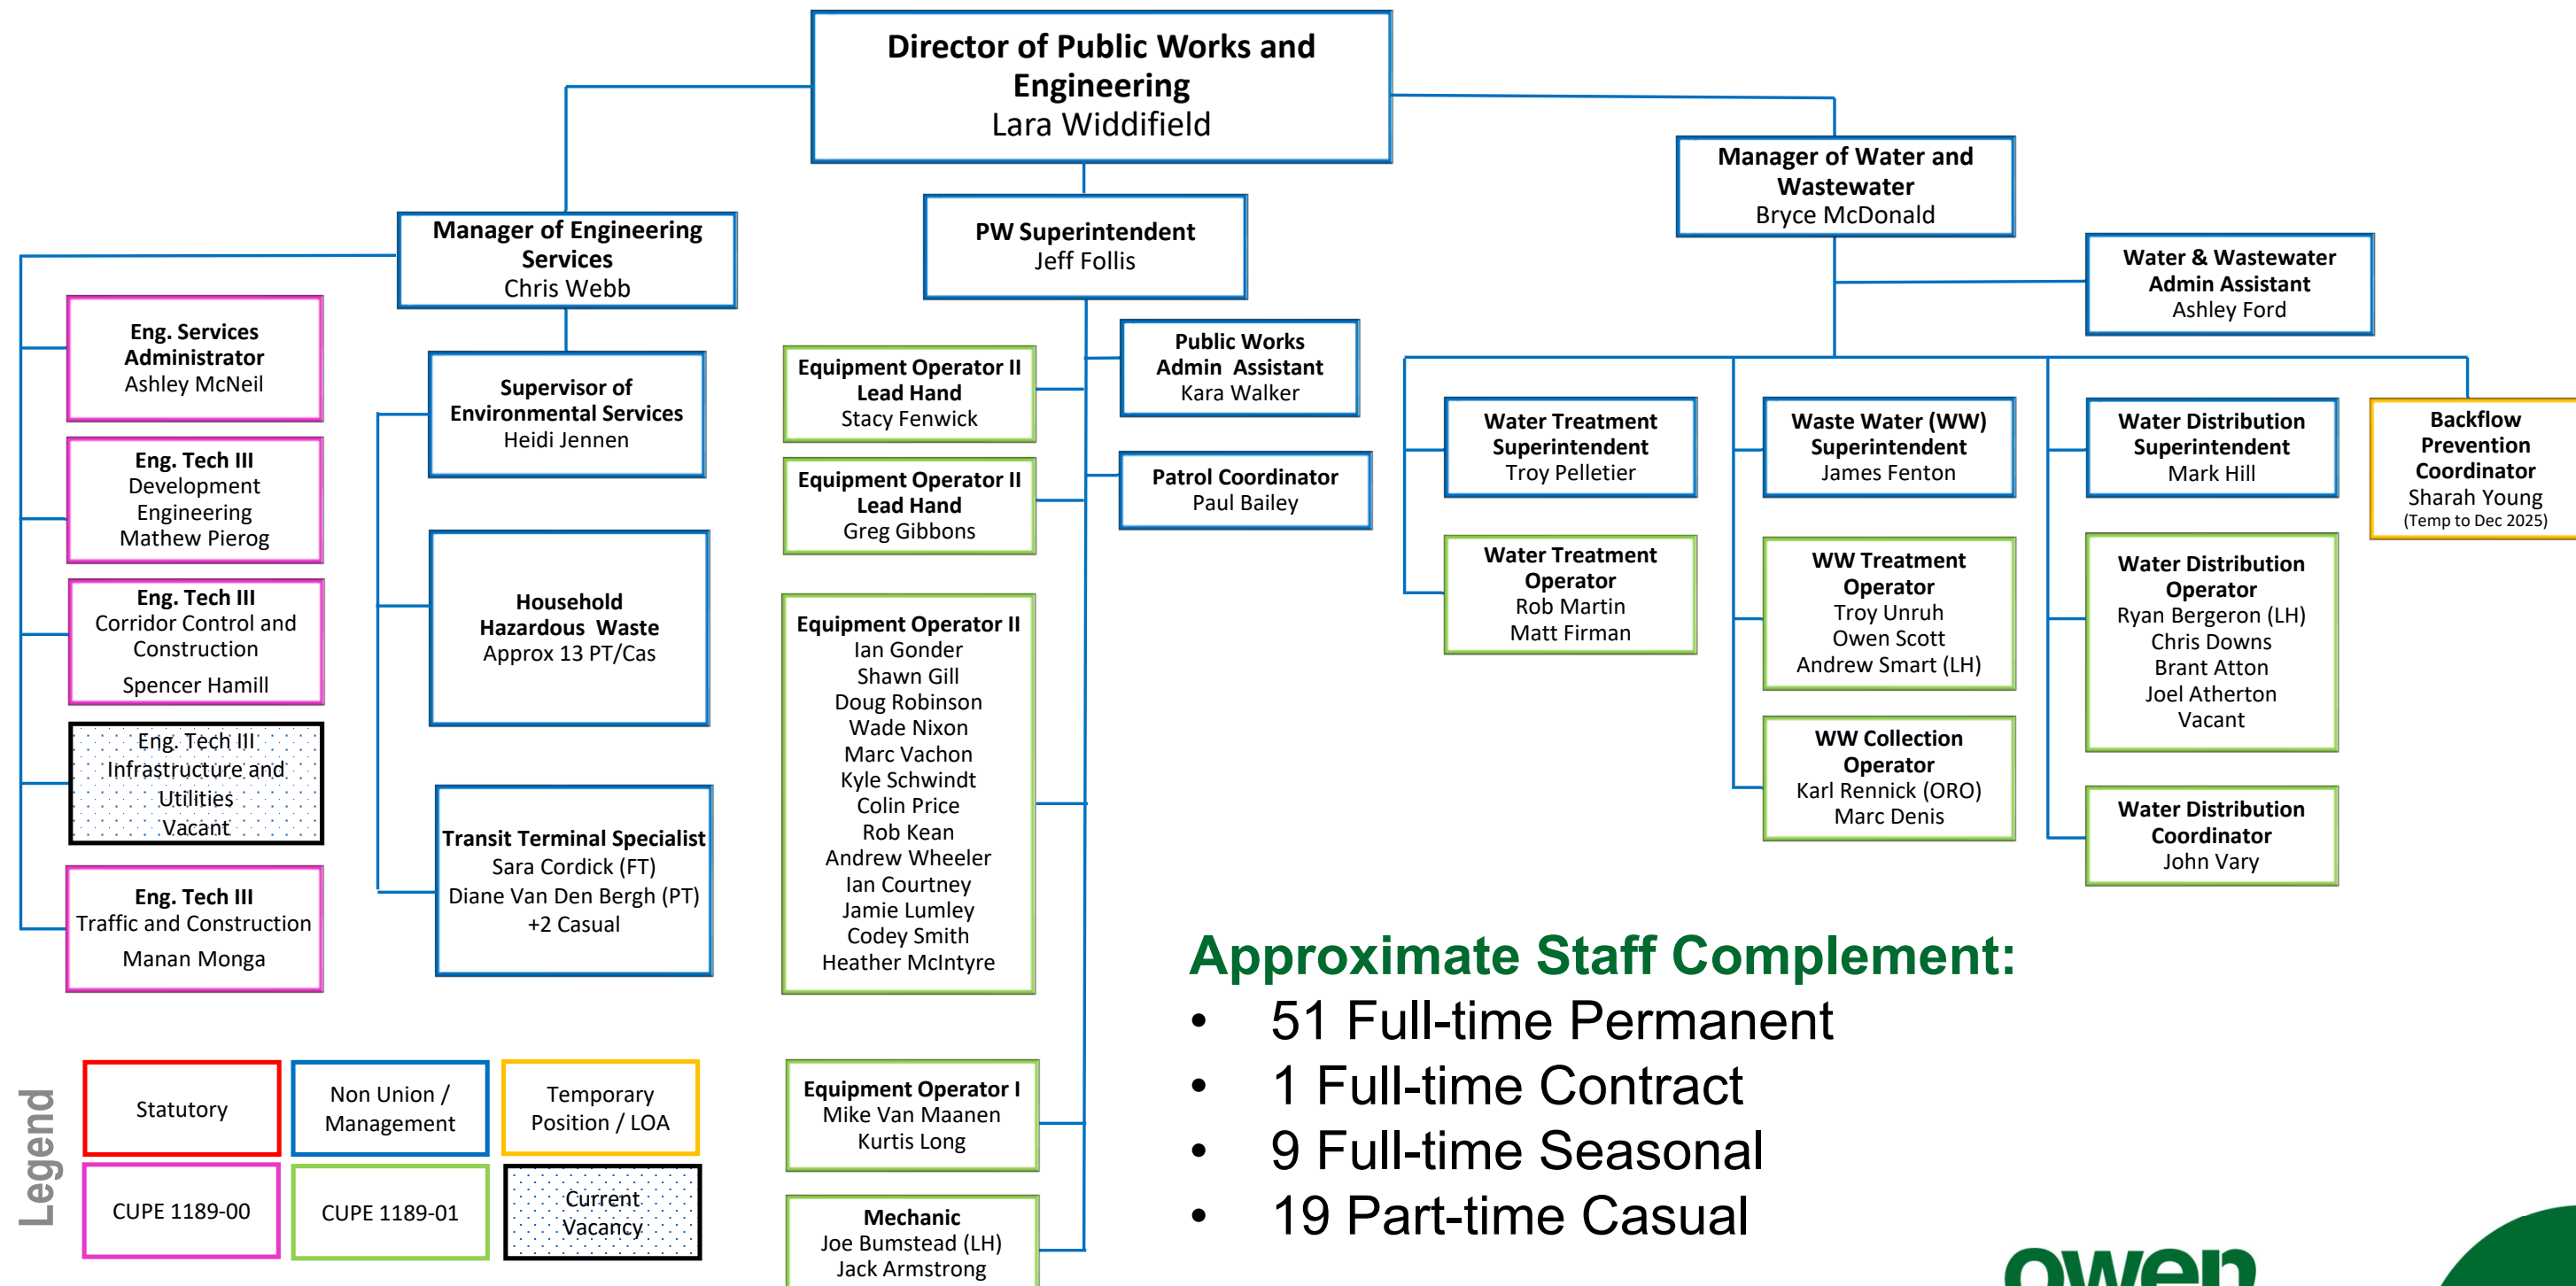 Director of Public Works and
Engineering
Lara Widdifield
Manager of Engineering
Services
Chris Webb
Eng. Services
Administrator
Ashley McNeil
Eng. Tech III
Development
Engineering
Mathew Pierog
Eng. Tech III
Corridor Control and
Construction
Spencer Hamill
Eng. Tech III
Infrastructure and
Utilities
Vacant
Eng. Tech III
Traffic and Construction
Manan Monga
Supervisor of
Environmental Services
Heidi Jennen
Household
Hazardous Waste
Approx 13 PT/Cas
Transit Terminal Specialist
Sara Cordick (FT)
Diane Van Den Bergh (PT)
+2 Casual
PW Superintendent
Jeff Follis
Public Works
Admin Assistant
Kara Walker
Patrol Coordinator
Paul Bailey
Equipment Operator II
Lead Hand
Stacy Fenwick
Equipment Operator II
Lead Hand
Greg Gibbons
Equipment Operator II
Ian Gonder
Shawn Gill
Doug Robinson
Wade Nixon
Marc Vachon
Kyle Schwindt
Colin Price
Rob Kean
Andrew Wheeler
Ian Courtney
Jamie Lumley
Codey Smith
Heather McIntyre
Equipment Operator I
Mike Van Maanen
Kurtis Long
Mechanic
Joe Bumstead (LH)
Jack Armstrong
Manager of Water and
Wastewater
Bryce McDonald
Water & Wastewater
Admin Assistant
Ashley Ford
Water Treatment
Superintendent
Troy Pelletier
Water Treatment
Operator
Rob Martin
Matt Firman
Waste Water (WW)
Superintendent
James Fenton
WW Treatment
Operator
Troy Unruh
Owen Scott
Andrew Smart (LH)
WW Collection
Operator
Karl Rennick (ORO)
Marc Denis
Water Distribution
Superintendent
Mark Hill
Water Distribution
Operator
Ryan Bergeron (LH)
Chris Downs
Brant Atton
Joel Atherton
Vacant
Water Distribution
Coordinator
John Vary
Backflow
Prevention
Coordinator
Sharah Young
(Temp to Dec 2025)
Approximate Staff Complement:
• 51 Full-time Permanent
• 1 Full-time Contract
• 9 Full-time Seasonal
• 19 Part-time Casual
Legend
Statutory
Non Union /
Management
Temporary
Position / LOA
CUPE 1189-00
CUPE 1189-01
Current
Vacancy
owen